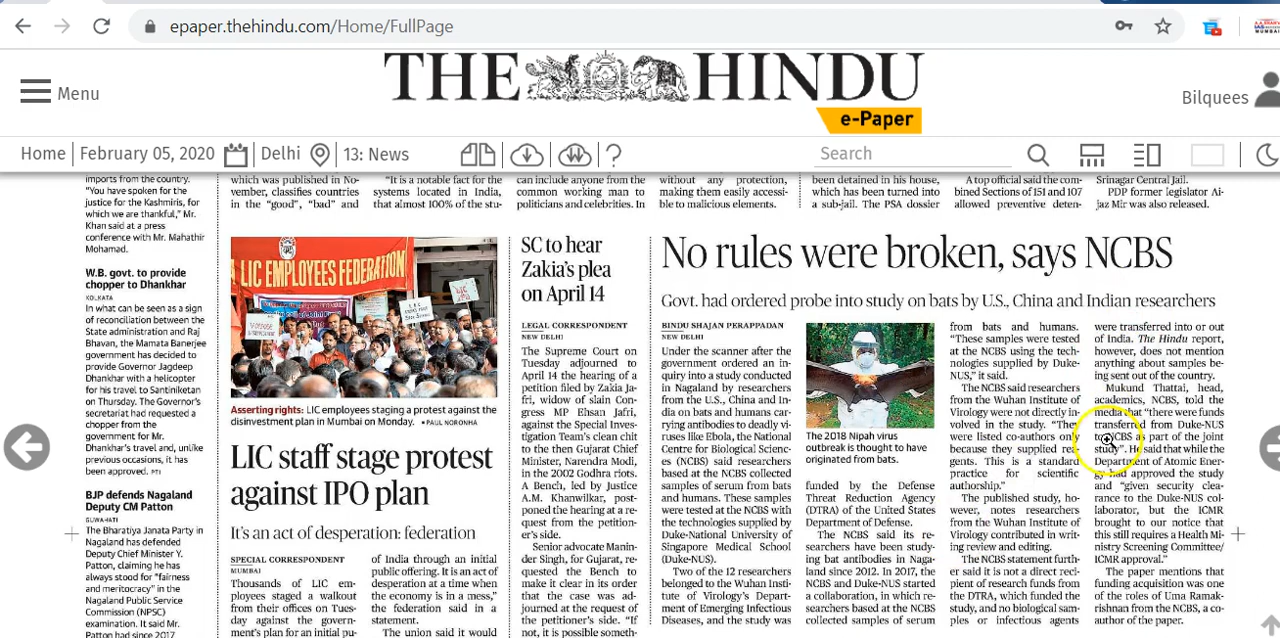 epaper.thehindu.com/Home/FullPage
Menu
THE HINDU
e-Paper
Bilquees
Home
February 05, 2020
Delhi
13: News
Search
imports from the country.
"You have spoken for the
justice for the Kashmiris, for
which we are thankful," Mr.
Khan said at a press
conference with Mr. Mahathir
Mohamad.
W.B. govt. to provide
chopper to Dhankhar
KOLKATA
In what can be seen as a sign
of reconciliation between the
State administration and Raj
Bhavan, the Mamata Banerjee
government has decided to
provide Governor Jagdeep
Dhankhar with a helicopter
for his travel to Santiniketan
on Thursday. The Governor's
secretariat had requested a
chopper from the
government for Mr.
Dhankhar's travel and, unlike
previous occasions, it has
been approved. PTI
BJP defends Nagaland
Deputy CM Patton
GUWAHATI
The Bharatiya Janata Party in
Nagaland has defended
Deputy Chief Minister Y.
Patton, claiming he has
always stood for "fairness
and meritocracy" in the
Nagaland Public Service
Commission (NPSC)
examination. It said Mr.
Patton had since 2017
which was published in No-
vember, classifies countries
in the "good", "bad" and
"It is a notable fact for the
systems located in India,
that almost 100% of the stu-
can include anyone from the
common working man to
politicians and celebrities. In
without any protection,
making them easily accessi-
ble to malicious elements.
been detained in his house,
which has been turned into
a sub-jail. The PSA dossier
A top official said the com-
bined Sections of 151 and 107
allowed preventive deten-
Srinagar Central Jail.
PDP former legislator Ai-
jaz Mir was also released.
LIC EMPLOYEES FEDERATION
LIC
Asserting rights: LIC employees staging a protest against the
disinvestment plan in Mumbai on Monday. PAUL NORONHA
LIC staff stage protest
against IPO plan
It's an act of desperation: federation
SPECIAL CORRESPONDENT
MUMBAI
Thousands of LIC em-
ployees staged a walkout
from their offices on Tues-
day against the govern-
ment's plan for an initial pu-
of India through an initial
public offering. It is an act of
desperation at a time when
the economy is in a mess,"
the federation said in a
statement.
The union said it would
SC to hear
Zakia's plea
on April 14
LEGAL CORRESPONDENT
NEW DELHI
The Supreme Court on
Tuesday adjourned to
April 14 the hearing of a
petition filed by Zakia Ja-
fri, widow of slain Con-
gress MP Ehsan Jafri,
against the Special Inves-
tigation Team's clean chit
to the then Gujarat Chief
Minister, Narendra Modi,
in the 2002 Godhra riots.
A Bench, led by Justice
A.M. Khanwilkar, post-
poned the hearing at a re-
quest from the petition-
er's side.
Senior advocate Manin-
der Singh, for Gujarat, re-
quested the Bench to
make it clear in its order
that the case was ad-
journed at the request of
the petitioner's side. "If
not, it is possible someth-
No rules were broken, says NCBS
Govt. had ordered probe into study on bats by U.S., China and Indian researchers
BINDU SHAJAN PERAPPADAN
NEW DELHI
Under the scanner after the
government ordered an in-
quiry into a study conducted
in Nagaland by researchers
from the U.S., China and In-
dia on bats and humans car-
rying antibodies to deadly vi-
ruses like Ebola, the National
Centre for Biological Scienc-
es (NCBS) said researchers
based at the NCBS collected
samples of serum from bats
and humans. These samples
were tested at the NCBS with
the technologies supplied by
Duke-National University of
Singapore Medical School
(Duke-NUS).
Two of the 12 researchers
belonged to the Wuhan Insti-
tute of Virology's Depart-
ment of Emerging Infectious
Diseases, and the study was
The 2018 Nipah virus
outbreak is thought to have
originated from bats.
funded by the Defense
Threat Reduction Agency
(DTRA) of the United States
Department of Defense.
The NCBS said its re-
searchers have been study-
ing bat antibodies in Naga-
land since 2012. In 2017, the
NCBS and Duke-NUS started
a collaboration, in which re-
searchers based at the NCBS
collected samples of serum
from bats and humans.
"These samples were tested
at the NCBS using the tech-
nologies supplied by Duke-
NUS," it said.
The NCBS said researchers
from the Wuhan Institute of
Virology were not directly in-
volved in the study. "They
were listed co-authors only
because they supplied rea-
gents. This is a standard
practice for scientific
authorship."
The published study, ho-
wever, notes researchers
from the Wuhan Institute of
Virology contributed in writ-
ing review and editing.
The NCBS statement furth-
er said it is not a direct reci-
pient of research funds from
the DTRA, which funded the
study, and no biological sam-
ples or infectious agents
were transferred into or out
of India. The Hindu report,
however, does not mention
anything about samples be-
ing sent out of the country.
Mukund Thattai, head,
academics, NCBS, told the
media that "there were funds
transferred from Duke-NUS
to NCBS as part of the Joint
study". He said that while the
Department of Atomic Ener-
gy had approved the study
and "given security clea-
rance to the Duke-NUS col-
laborator, but the ICMR
brought to our notice that
this still requires a Health Mi-
nistry Screening Committee/
ICMR approval."
The paper mentions that
funding acquisition was one
of the roles of Uma Ramak-
rishnan from the NCBS, a co-
author of the paper.